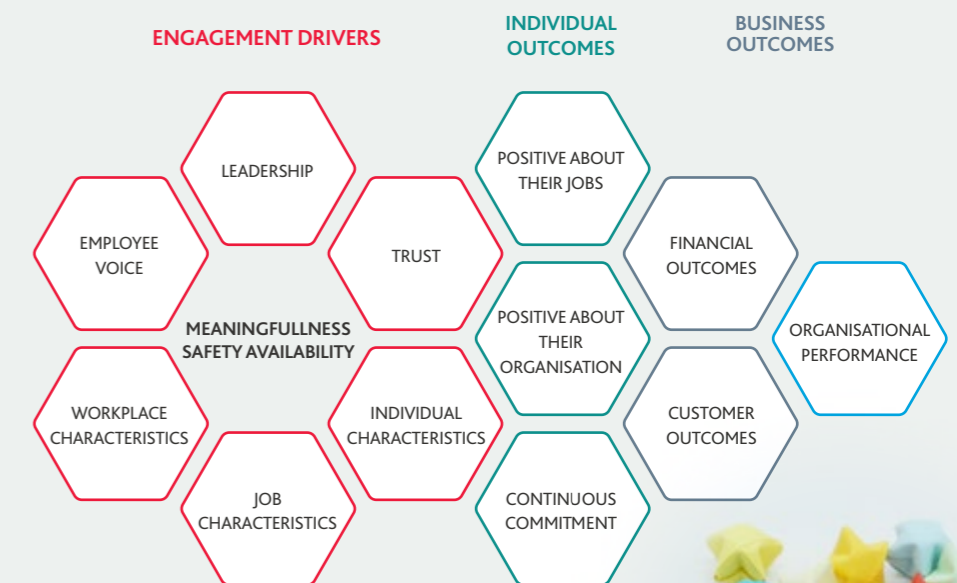 ENGAGEMENT DRIVERS
INDIVIDUAL
OUTCOMES
BUSINESS
OUTCOMES
LEADERSHIP
EMPLOYEE
VOICE
TRUST
MEANINGFULLNESS
SAFETY AVAILABILITY
WORKPLACE
CHARACTERISTICS
INDIVIDUAL
CHARACTERISTICS
JOB
CHARACTERISTICS
POSITIVE ABOUT
THEIR JOBS
POSITIVE ABOUT
THEIR
ORGANISATION
CONTINUOUS
COMMITMENT
FINANCIAL
OUTCOMES
CUSTOMER
OUTCOMES
ORGANISATIONAL
PERFORMANCE